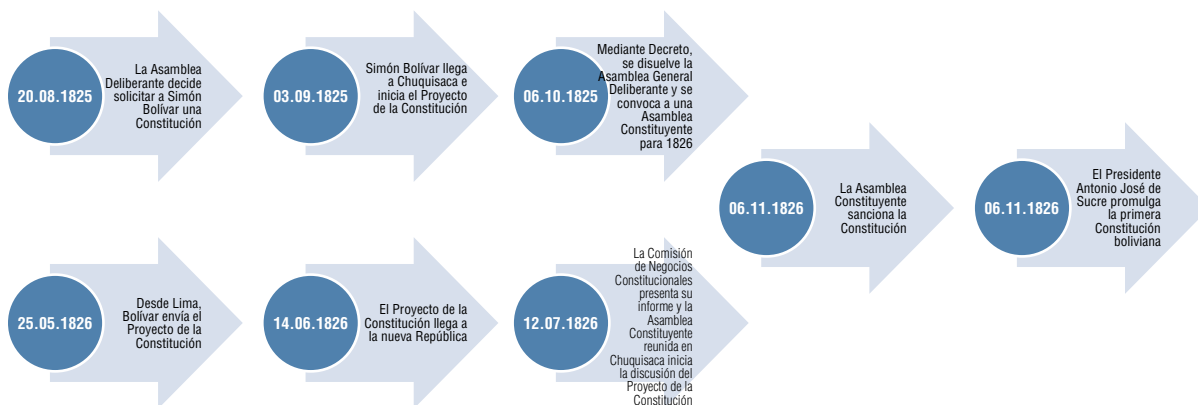 20.08.1825
La Asamblea
Deliberante decide
solicitar a Simón
Bolívar una
Constitución
03.09.1825
Simón Bolívar llega
a Chuquisaca e
inicia el Proyecto
de la Constitución
06.10.1825
Mediante Decreto,
se disuelve la
Asamblea General
Deliberante y se
convoca a una
Asamblea
Constituyente
para 1826
25.05.1826
Desde Lima,
Bolívar envía el
Proyecto de la
Constitución
14.06.1826
El Proyecto de la
Constitución llega a
la nueva República
12.07.1826
La Comisión
de Negocios
Constitucionales
presenta su
informe y la
Asamblea
Constituyente
reunida en
Chuquisaca inicia
la discusión del
Proyecto de la
Constitución
06.11.1826
La Asamblea
Constituyente
sanciona la
Constitución
06.11.1826
El Presidente
Antonio José de
Sucre promulga
la primera
Constitución
boliviana